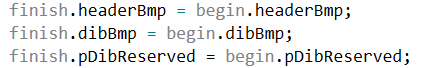 finish.headerBmp = begin.headerBmp;
finish.dibBmp = begin.dibBmp;
finish.pDibReserved = begin.pDibReserved;